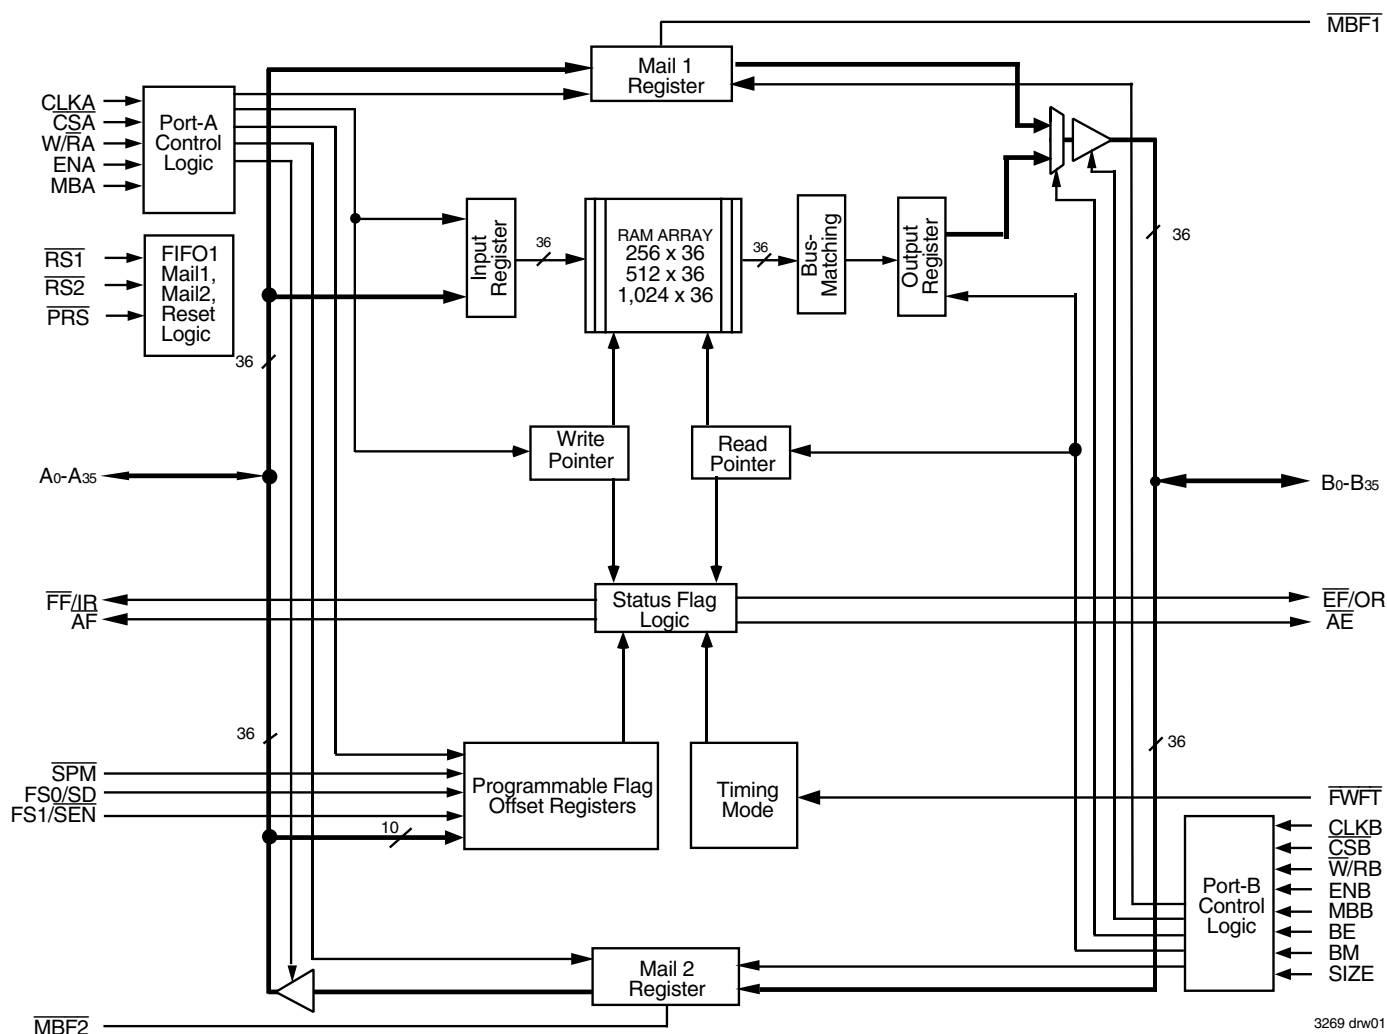 MBF1
Mail 1
Register
CLKA
CSA
W/RA
ENA
MBA
Port-A
Control
Logic
RS1
RS2
PRS
FIFO1
Mail1,
Mail2,
Reset
Logic
36
Input
Register
36
RAM ARRAY
256 x 36
512 x 36
1,024 x 36
36
Bus-
Matching
Output
Register
36
Write
Pointer
Read
Pointer
A0-A35
B0-B35
FF/IR
AF
Status Flag
Logic
EF/OR
AE
36
36
SPM
FS0/SD
FS1/SEN
10
Programmable Flag
Offset Registers
Timing
Mode
FWFT
CLKB
CSB
W/RB
ENB
MBB
BE
BM
SIZE
Port-B
Control
Logic
Mail 2
Register
MBF2
3269 drw01